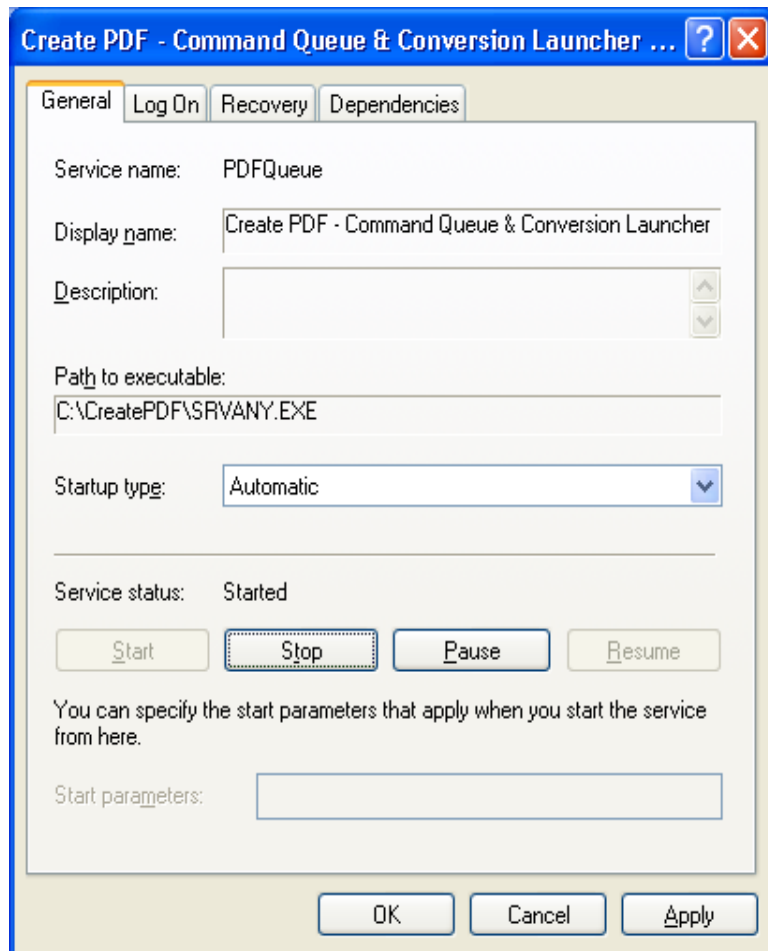 Create PDF - Command Queue & Conversion Launcher ...
General Log On Recovery Dependencies
Service name: PDFQueue
Display name: Create PDF - Command Queue & Conversion Launcher
Description:
Path to executable:
C:\CreatePDF\SRVANY.EXE
Startup type: Automatic
Service status: Started
Start Stop Pause Resume
You can specify the start parameters that apply when you start the service
from here.
Start parameters:
OK Cancel Apply